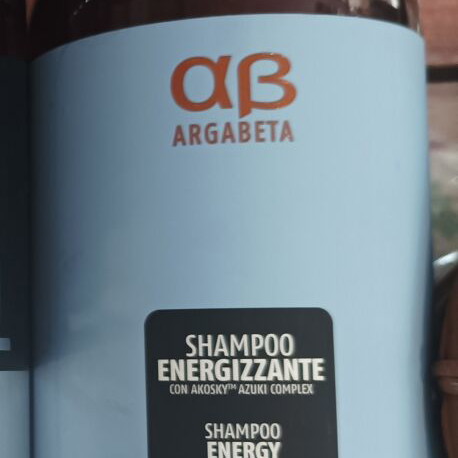 αβ
ARGABETA
SHAMPOO
ENERGIZZANTE
CON AKOSKY™ AZUKI COMPLEX
SHAMPOO
ENERGY